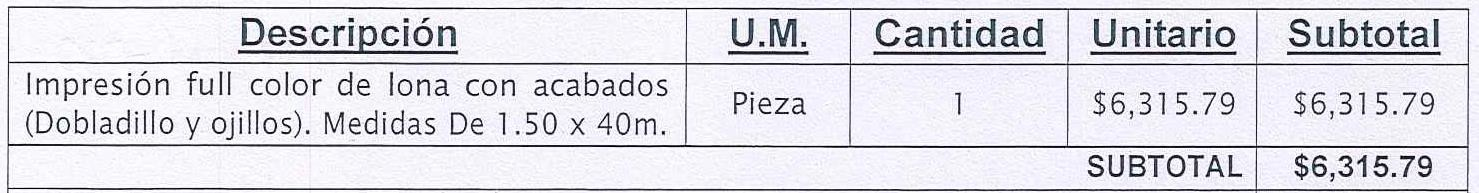 Descripción U.M. Cantidad Unitario Subtotal
Impresión full color de lona con acabados
(Dobladillo y ojillos). Medidas De 1.50 x 40m. Pieza 1 $6,315.79 $6,315.79
SUBTOTAL $6,315.79